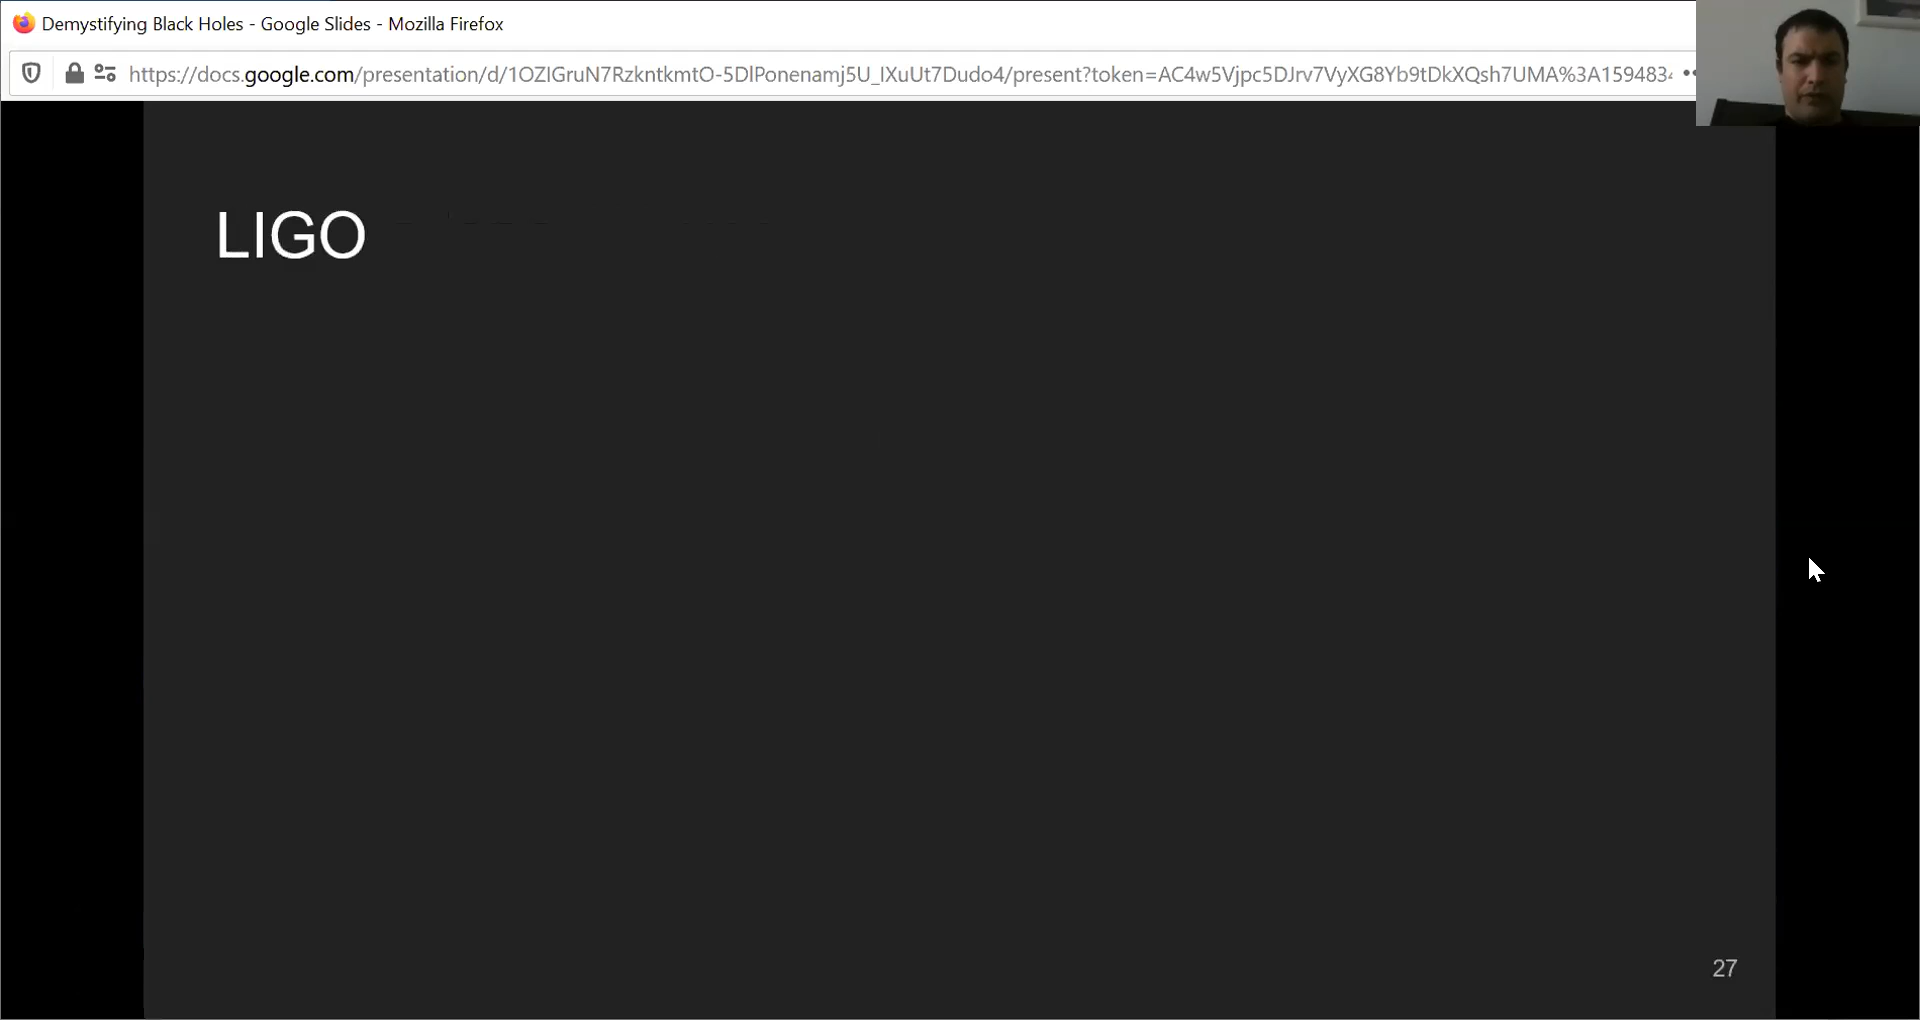 Demystifying Black Holes - Google Slides - Mozilla Firefox
https://docs.google.com/presentation/d/1OZIGruN7RzkntkmtO-5DlPonenamj5U_IXuUt7Dudo4/present?token=AC4w5Vjpc5DJrv7VyXG8Yb9tDkXQsh7UMA%3A159483
LIGO
27